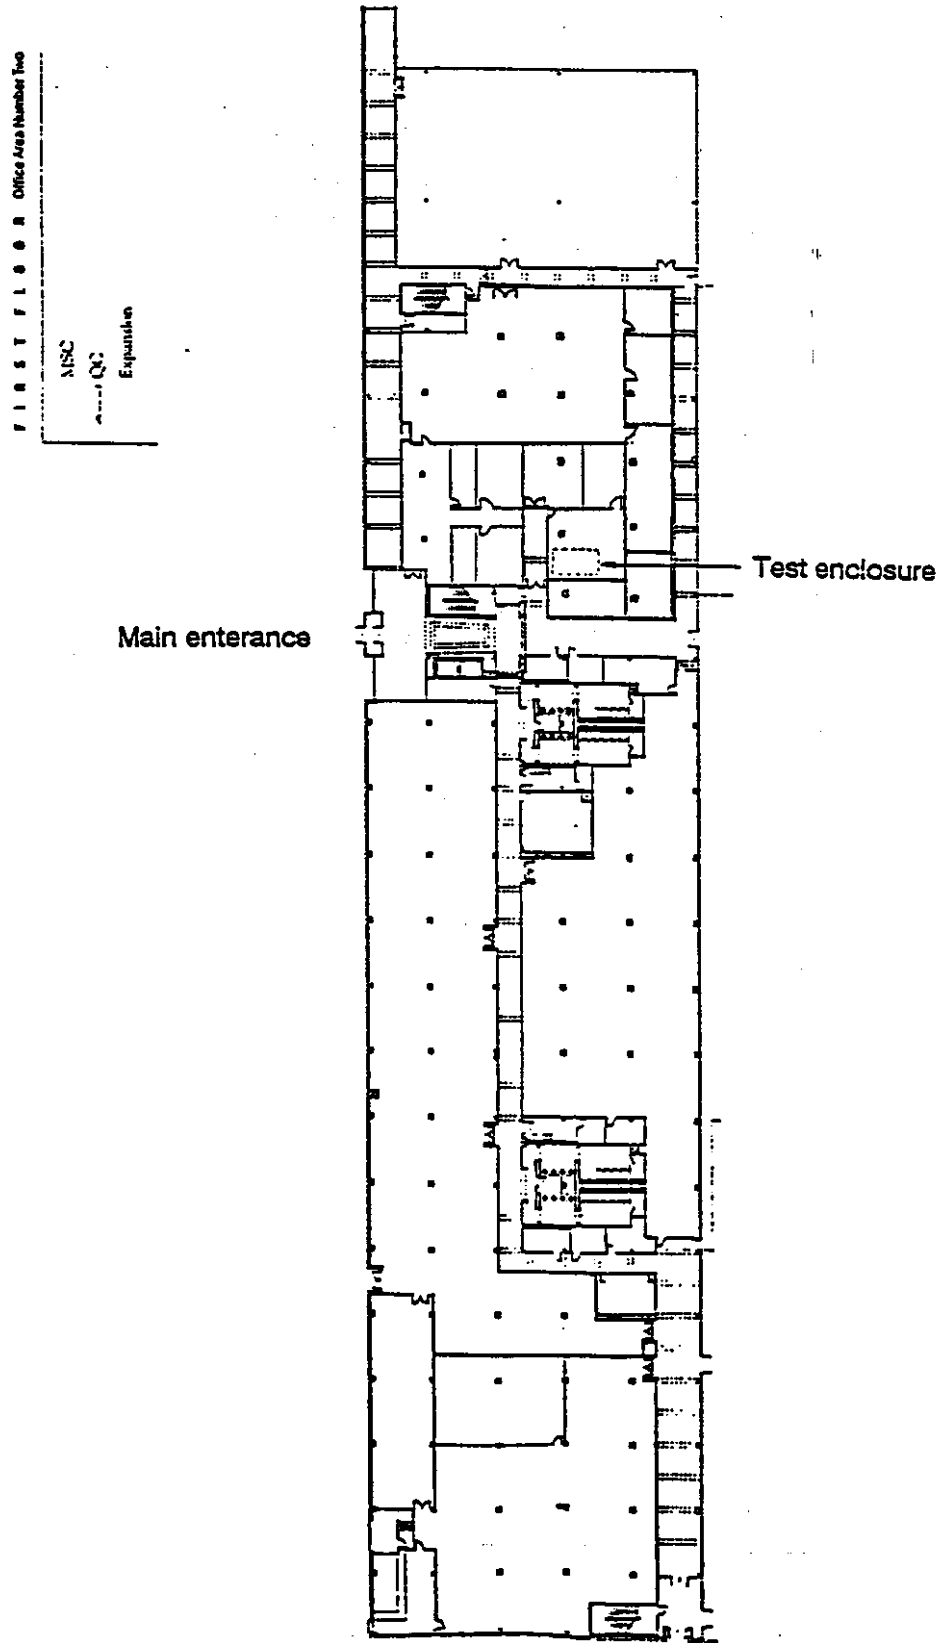 FIRST FLOOR Office Area Number Two
MSC
QC
Expansion
Test enclosure
Main enterance